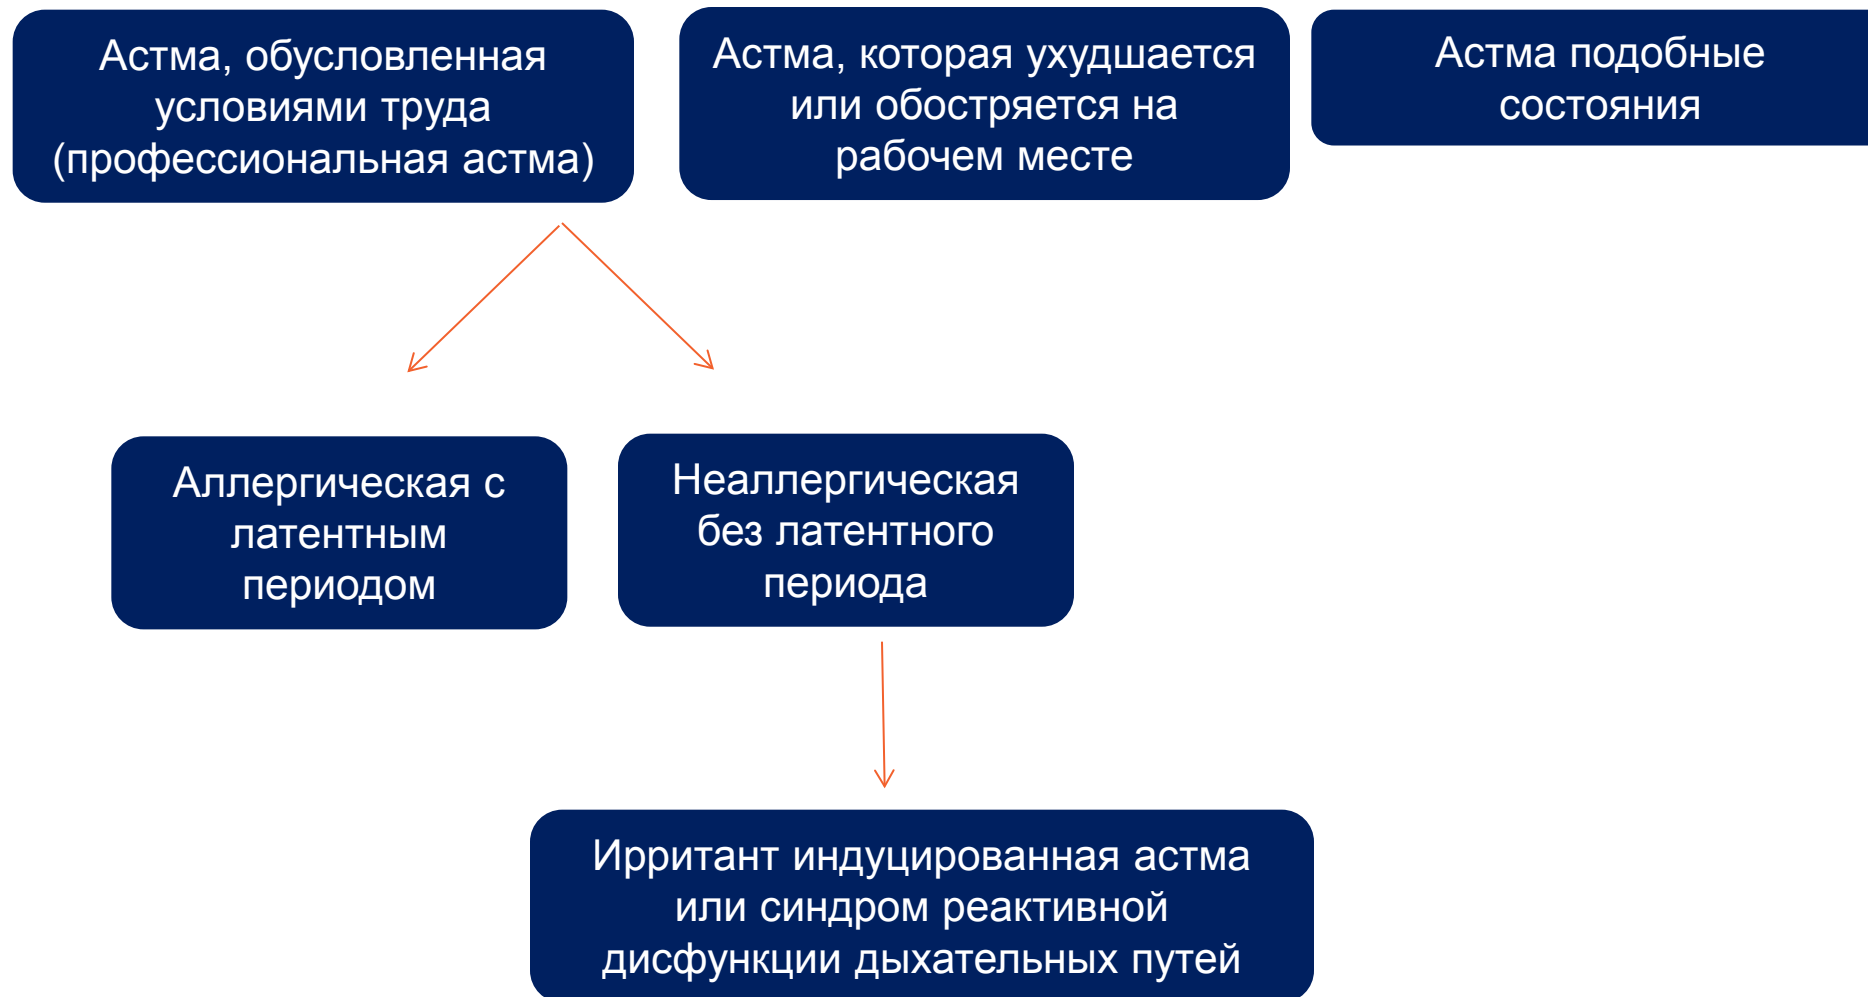 Астма, обусловленная
условиями труда
(профессиональная астма)
Астма, которая ухудшается
или обостряется на
рабочем месте
Астма подобные
состояния
Аллергическая с
латентным
периодом
Неаллергическая
без латентного
периода
Ирритант индуцированная астма
или синдром реактивной
дисфункции дыхательных путей